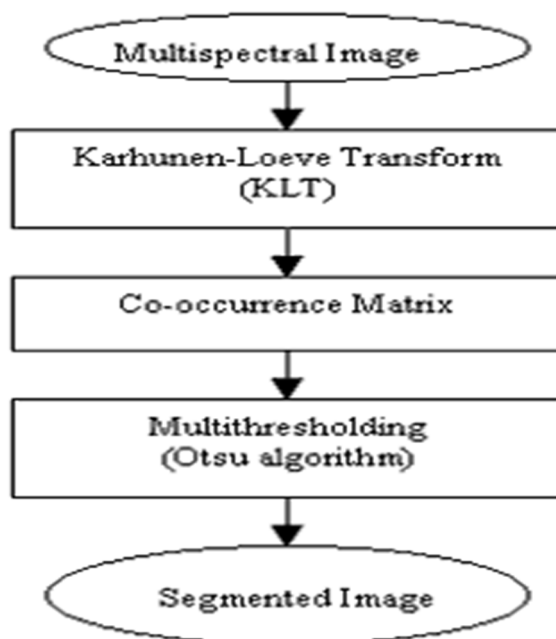 Multispectral Image
Karhunen-Loeve Transform
(KLT)
Co-occurrence Matrix
Multithresholding
(Otsu algorithm)
Segmented Image